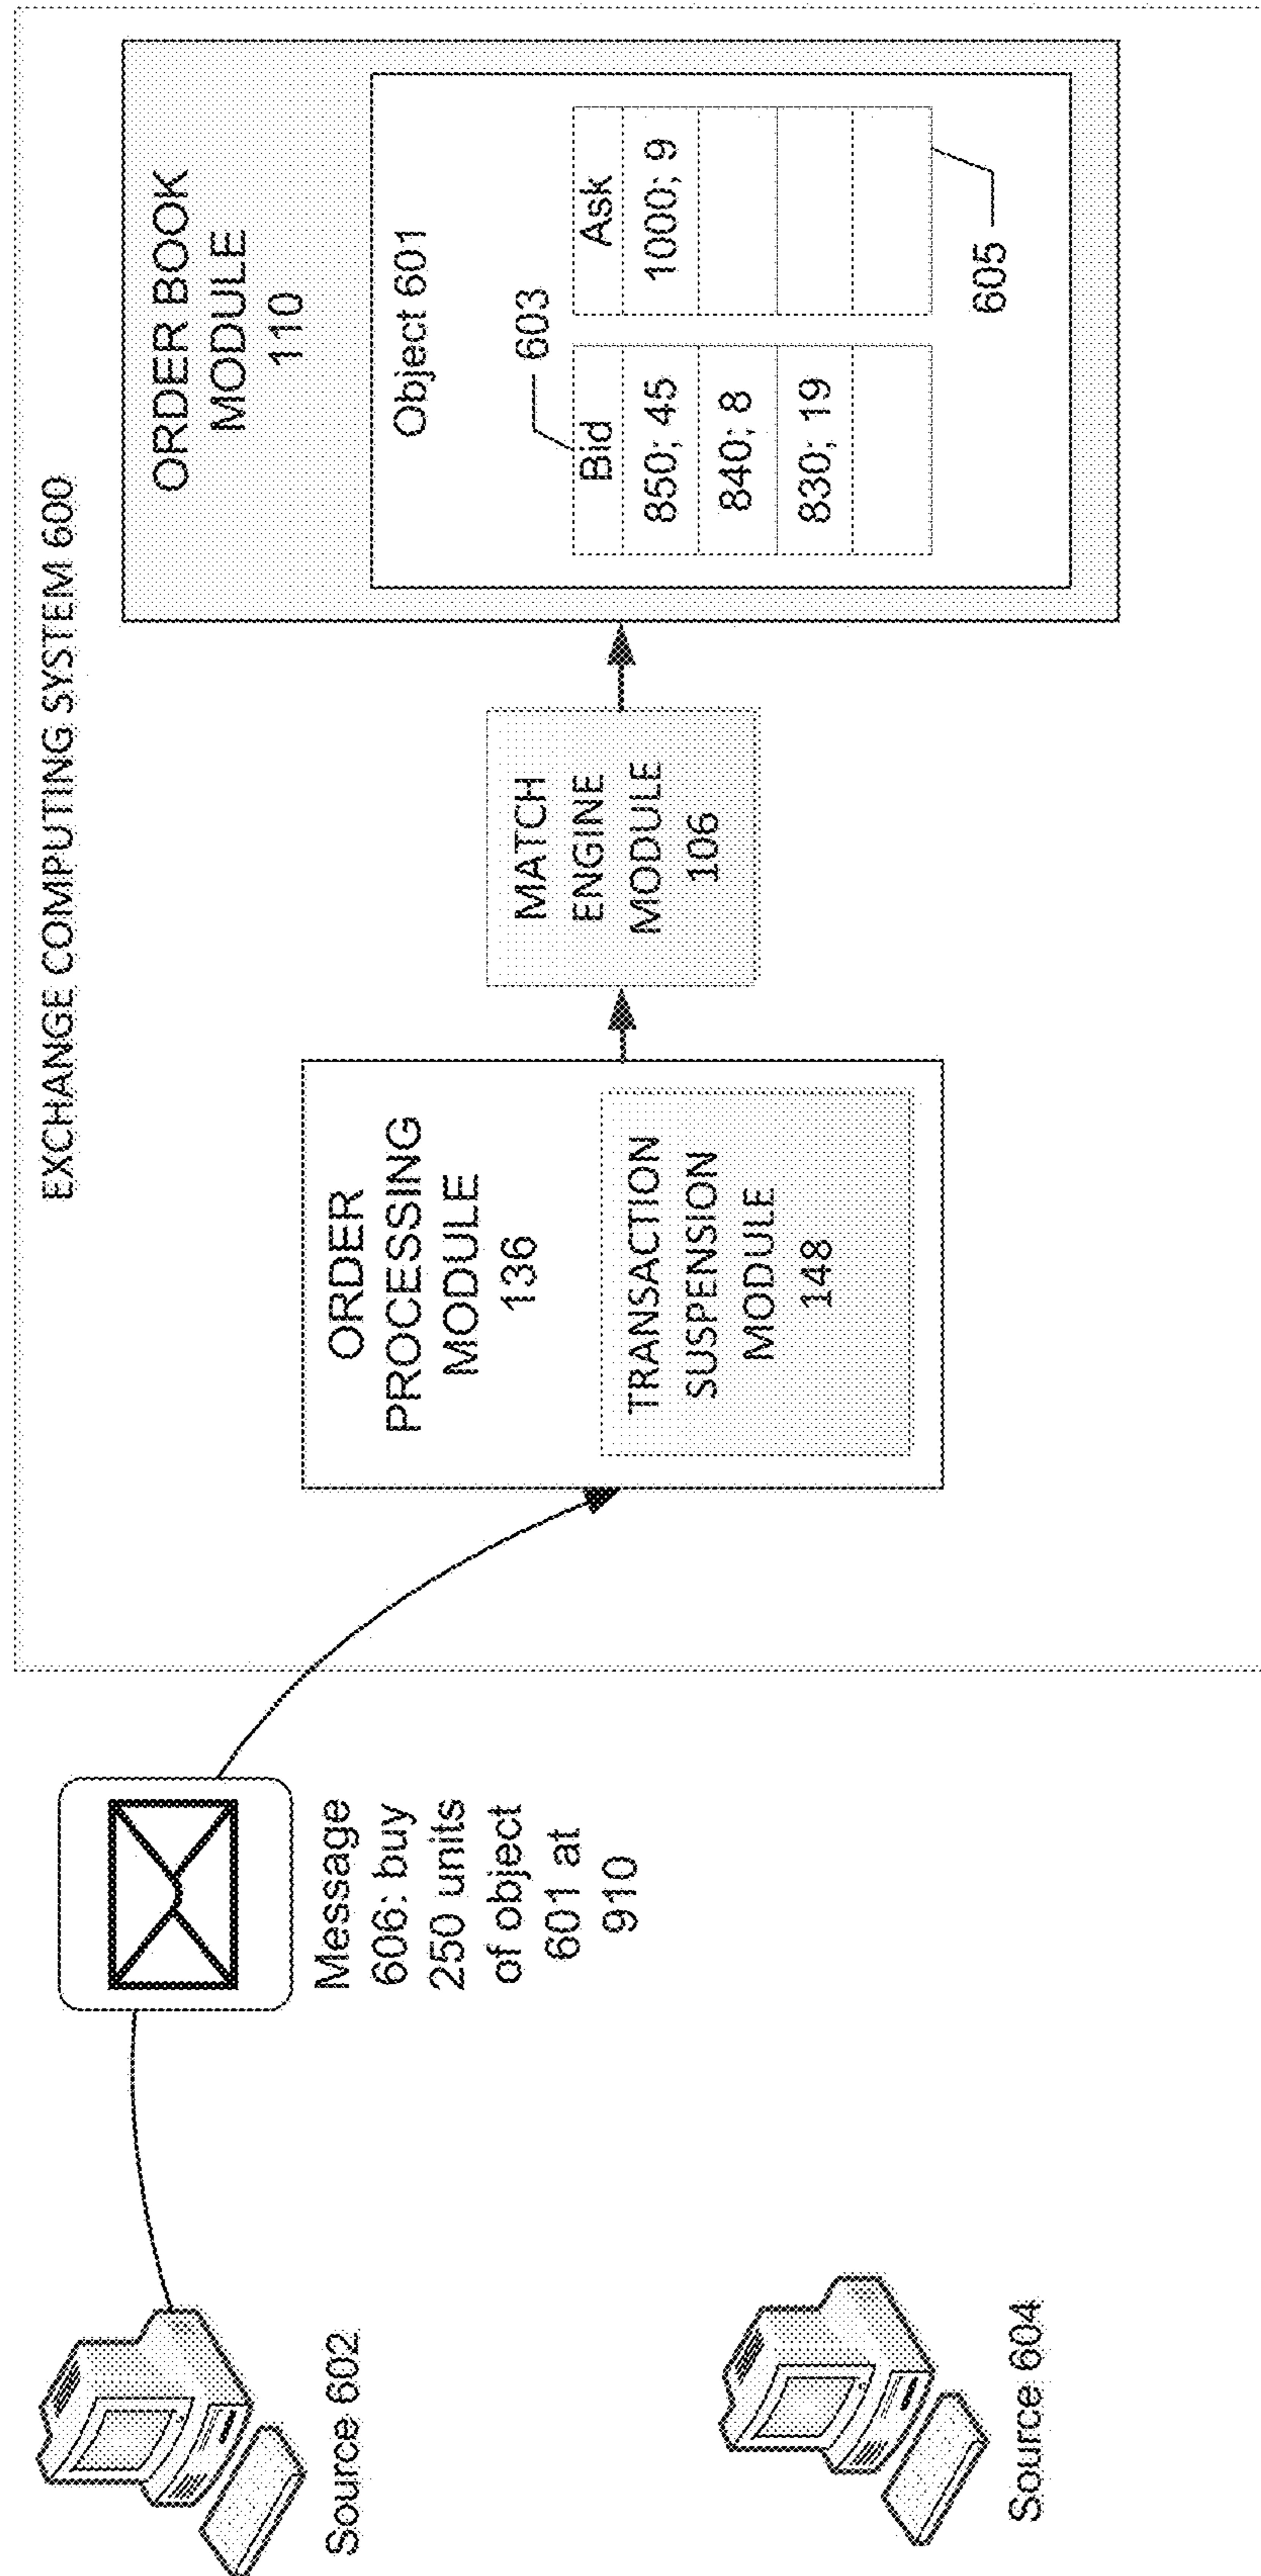 EXCHANGE COMPUTING SYSTEM 600
Source 602
Source 604
Message
606: buy
250 units
of object
601 at
910
ORDER
PROCESSING
MODULE
136
TRANSACTION
SUSPENSION
MODULE
148
MATCH
ENGINE
MODULE
106
ORDER BOOK
MODULE
110
Object 601
603
Bid
850; 45
840; 8
830; 19
Ask
1000; 9
605